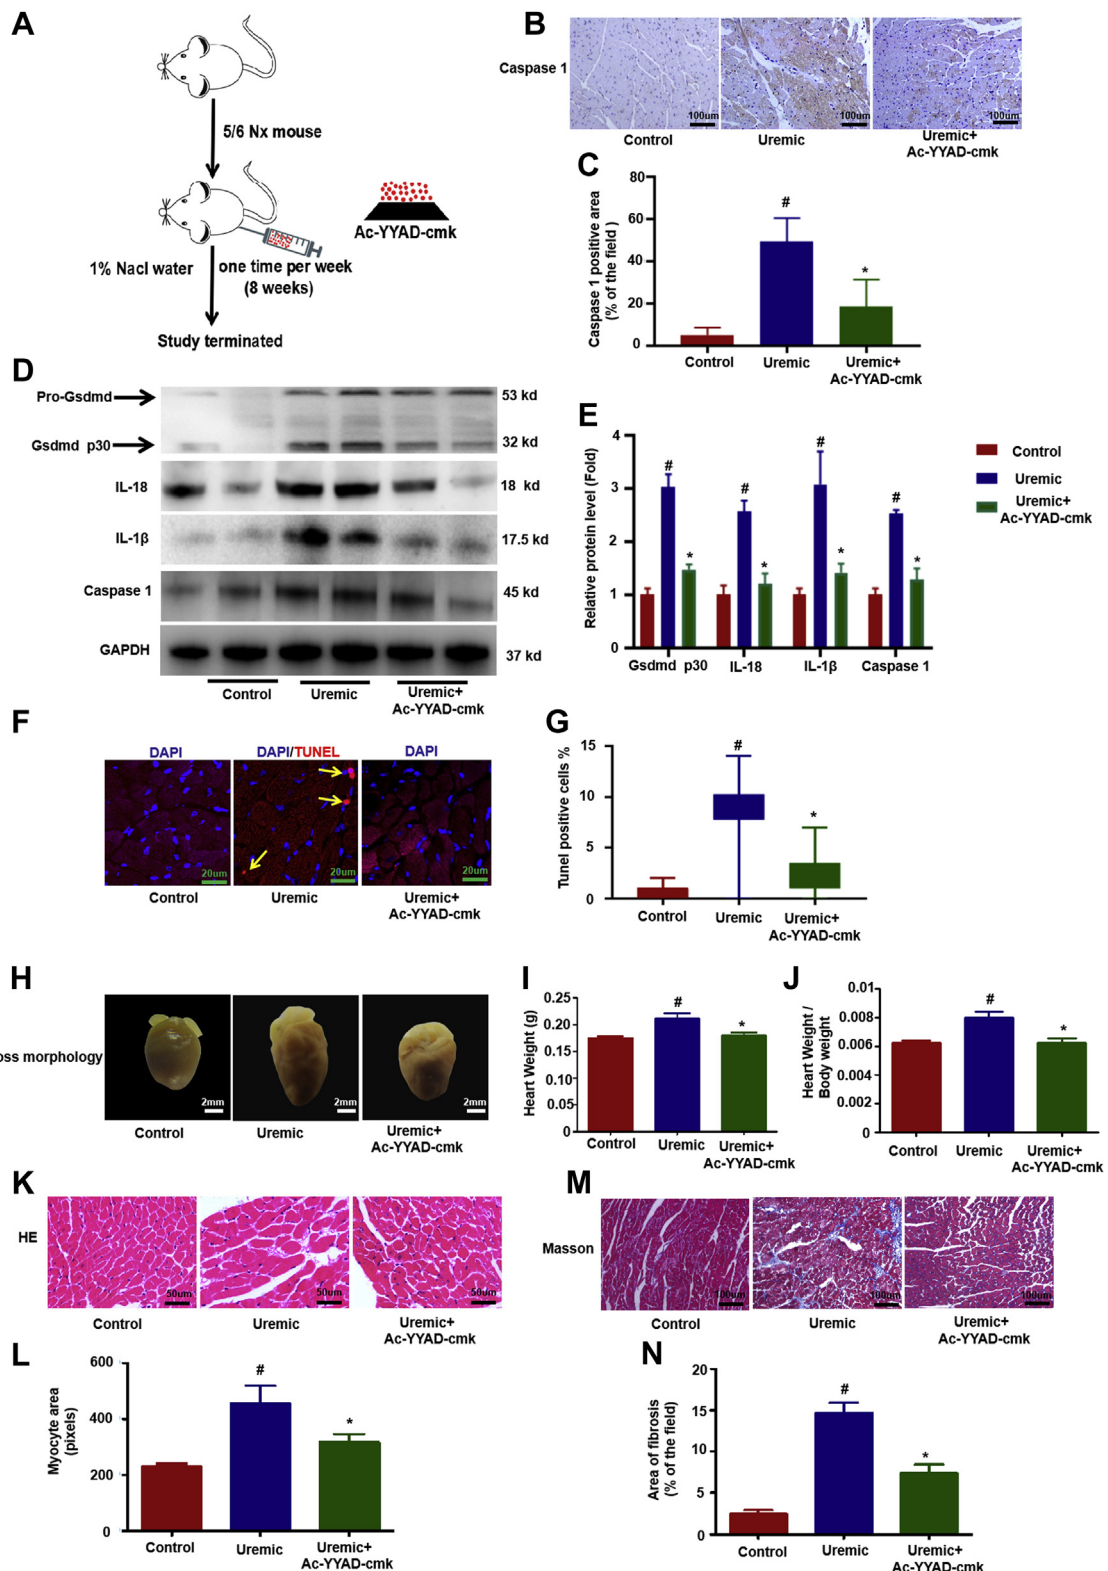 A
5/6 Nx mouse
Ac-YYAD-cmk
1% Nacl water
one time per week
(8 weeks)
Study terminated
B
Caspase 1
100um
100um
100um
Control
Uremic
Uremic+
Ac-YYAD-cmk
C
Caspase 1 positive area
(% of the field )
80
60
40
20
0
#
*
Control
Uremic
Uremic+
Ac-YYAD-cmk
D
Pro-Gsdmd
53 kd
Gsdmd p30
32 kd
IL-18
18 kd
IL-1β
17.5 kd
Caspase 1
45 kd
GAPDH
37 kd
Control
Uremic
Uremic+
Ac-YYAD-cmk
E
Relative protein level (Fold)
4
3
2
1
0
#
*
#
*
#
*
#
*
Gsdmd p30
IL-18
IL-1β
Caspase 1
Control
Uremic
Uremic+
Ac-YYAD-cmk
F
DAPI
DAPI/TUNEL
DAPI
20um
20um
20um
Control
Uremic
Uremic+
Ac-YYAD-cmk
G
Tunel positive cells %
15
10
5
0
#
*
Control
Uremic
Uremic+
Ac-YYAD-cmk
H
oss morphology
2mm
2mm
2mm
Control
Uremic
Uremic+
Ac-YYAD-cmk
I
Heart Weight (g)
0.25
0.20
0.15
0.10
0.05
0
#
*
Control
Uremic
Uremic+
Ac-YYAD-cmk
J
Heart Weight /
Body weight
0.01
0.008
0.006
0.004
0.002
0
#
*
Control
Uremic
Uremic+
Ac-YYAD-cmk
K
HE
50um
50um
50um
Control
Uremic
Uremic+
Ac-YYAD-cmk
M
Masson
100um
100um
100um
Control
Uremic
Uremic+
Ac-YYAD-cmk
L
Myocyte area
(pixels)
600
400
200
0
#
*
Control
Uremic
Uremic+
Ac-YYAD-cmk
N
Area of fibrosis
(% of the field)
20
15
10
5
0
#
*
Control
Uremic
Uremic+
Ac-YYAD-cmk